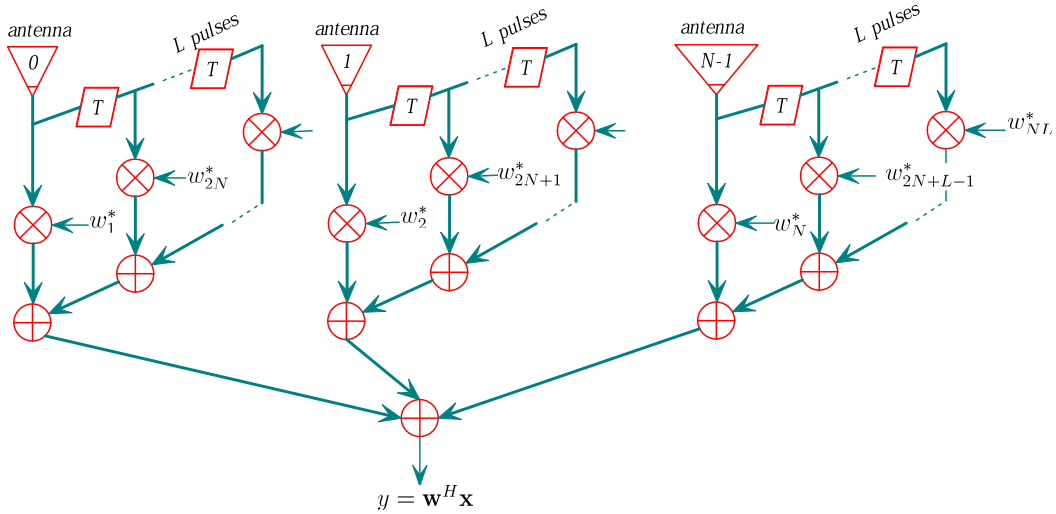 antenna
0
L pulses
T
T
w*_{2N}
w*_1
antenna
1
L pulses
T
T
w*_{2N+1}
w*_2
antenna
N-1
L pulses
T
T
w*_{NL}
w*_{2N+L-1}
w*_N
y = w^H x